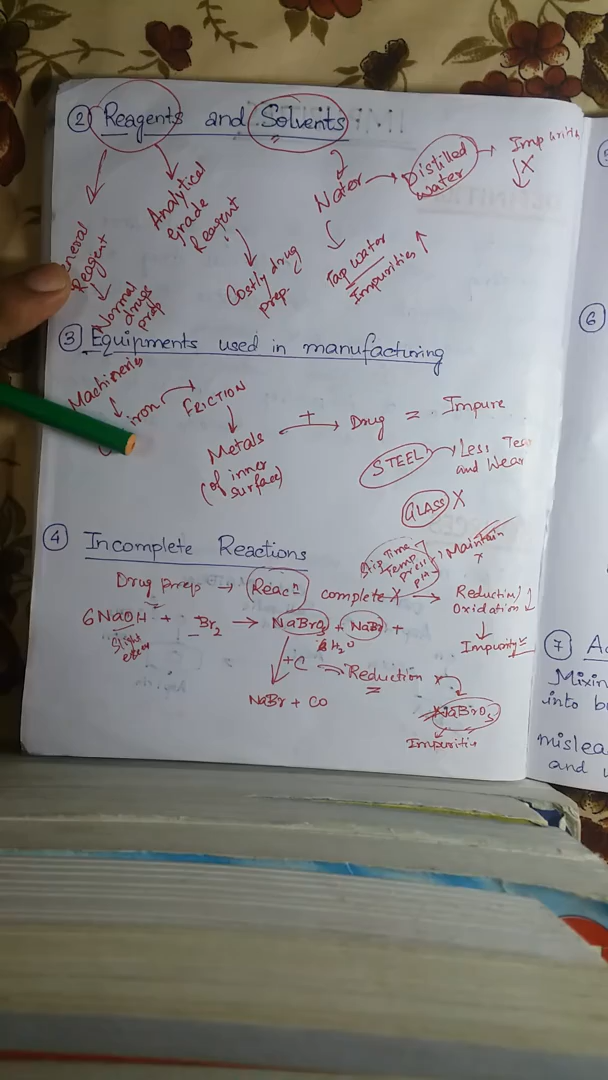 ② Reagents and Solvents
Water → Distilled water → Impurities X
Tap water
Impurities ↑
Reagent
Normal drugs prep
Analytical grade Reagent
Costly drug prep.
③ Equipments used in manufacturing
Machineries
iron
FRICTION
Metals
(of inner surface)
+ → Drug = Impure
STEEL → Less Tear and Wear
GLASS X
④ Incomplete Reactions
Time
Temp
Press
pH
Maintain X
Drug prep → Reacⁿ complete X → Reduction/ Oxidation ↓
Impurity
6NaOH + Br₂ → NaBrO₃ + NaBr +
Slight
3H₂O
+C → Reduction X
NaBr + CO
NaBrO₃
Impurities
⑥
⑦
Mixin
into b
mislea
and